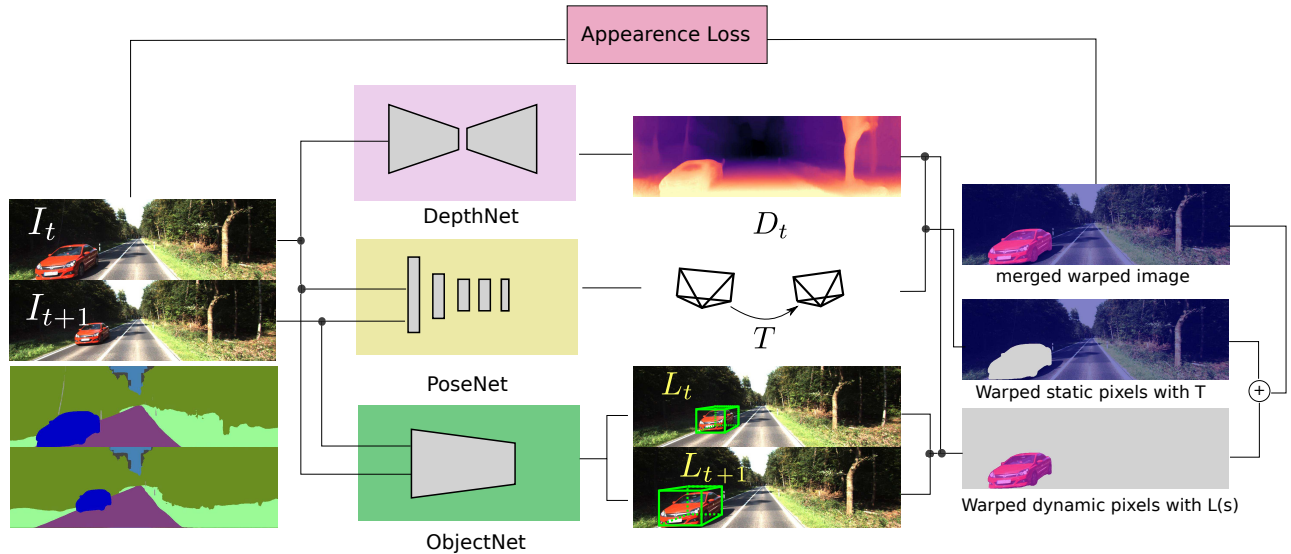 Appearence Loss
DepthNet
I_t
I_{t+1}
D_t
merged warped image
T
PoseNet
L_t
L_{t+1}
Warped static pixels with T
+
Warped dynamic pixels with L(s)
ObjectNet